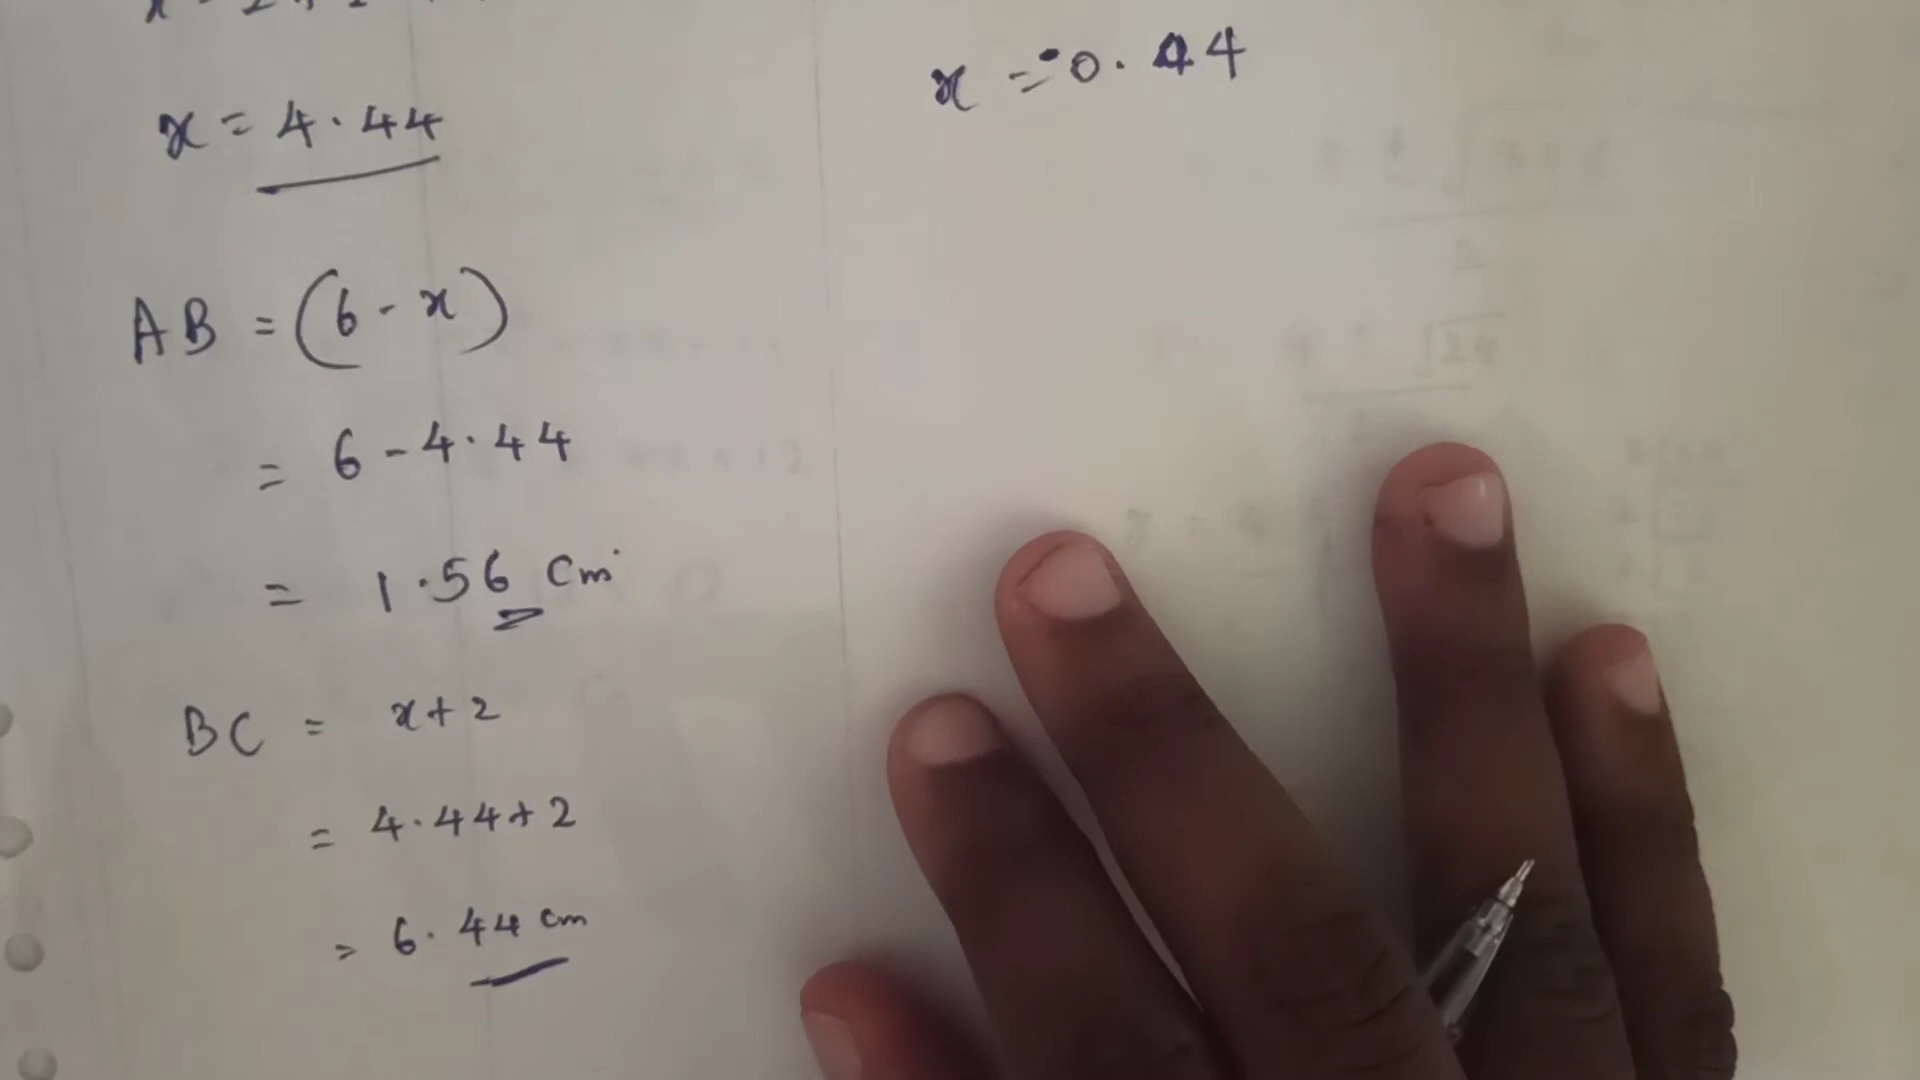 x = 4.44
AB = (6 - x)
= 6 - 4.44
= 1.56 cm
BC = x + 2
= 4.44 + 2
= 6.44 cm
x = -0.44